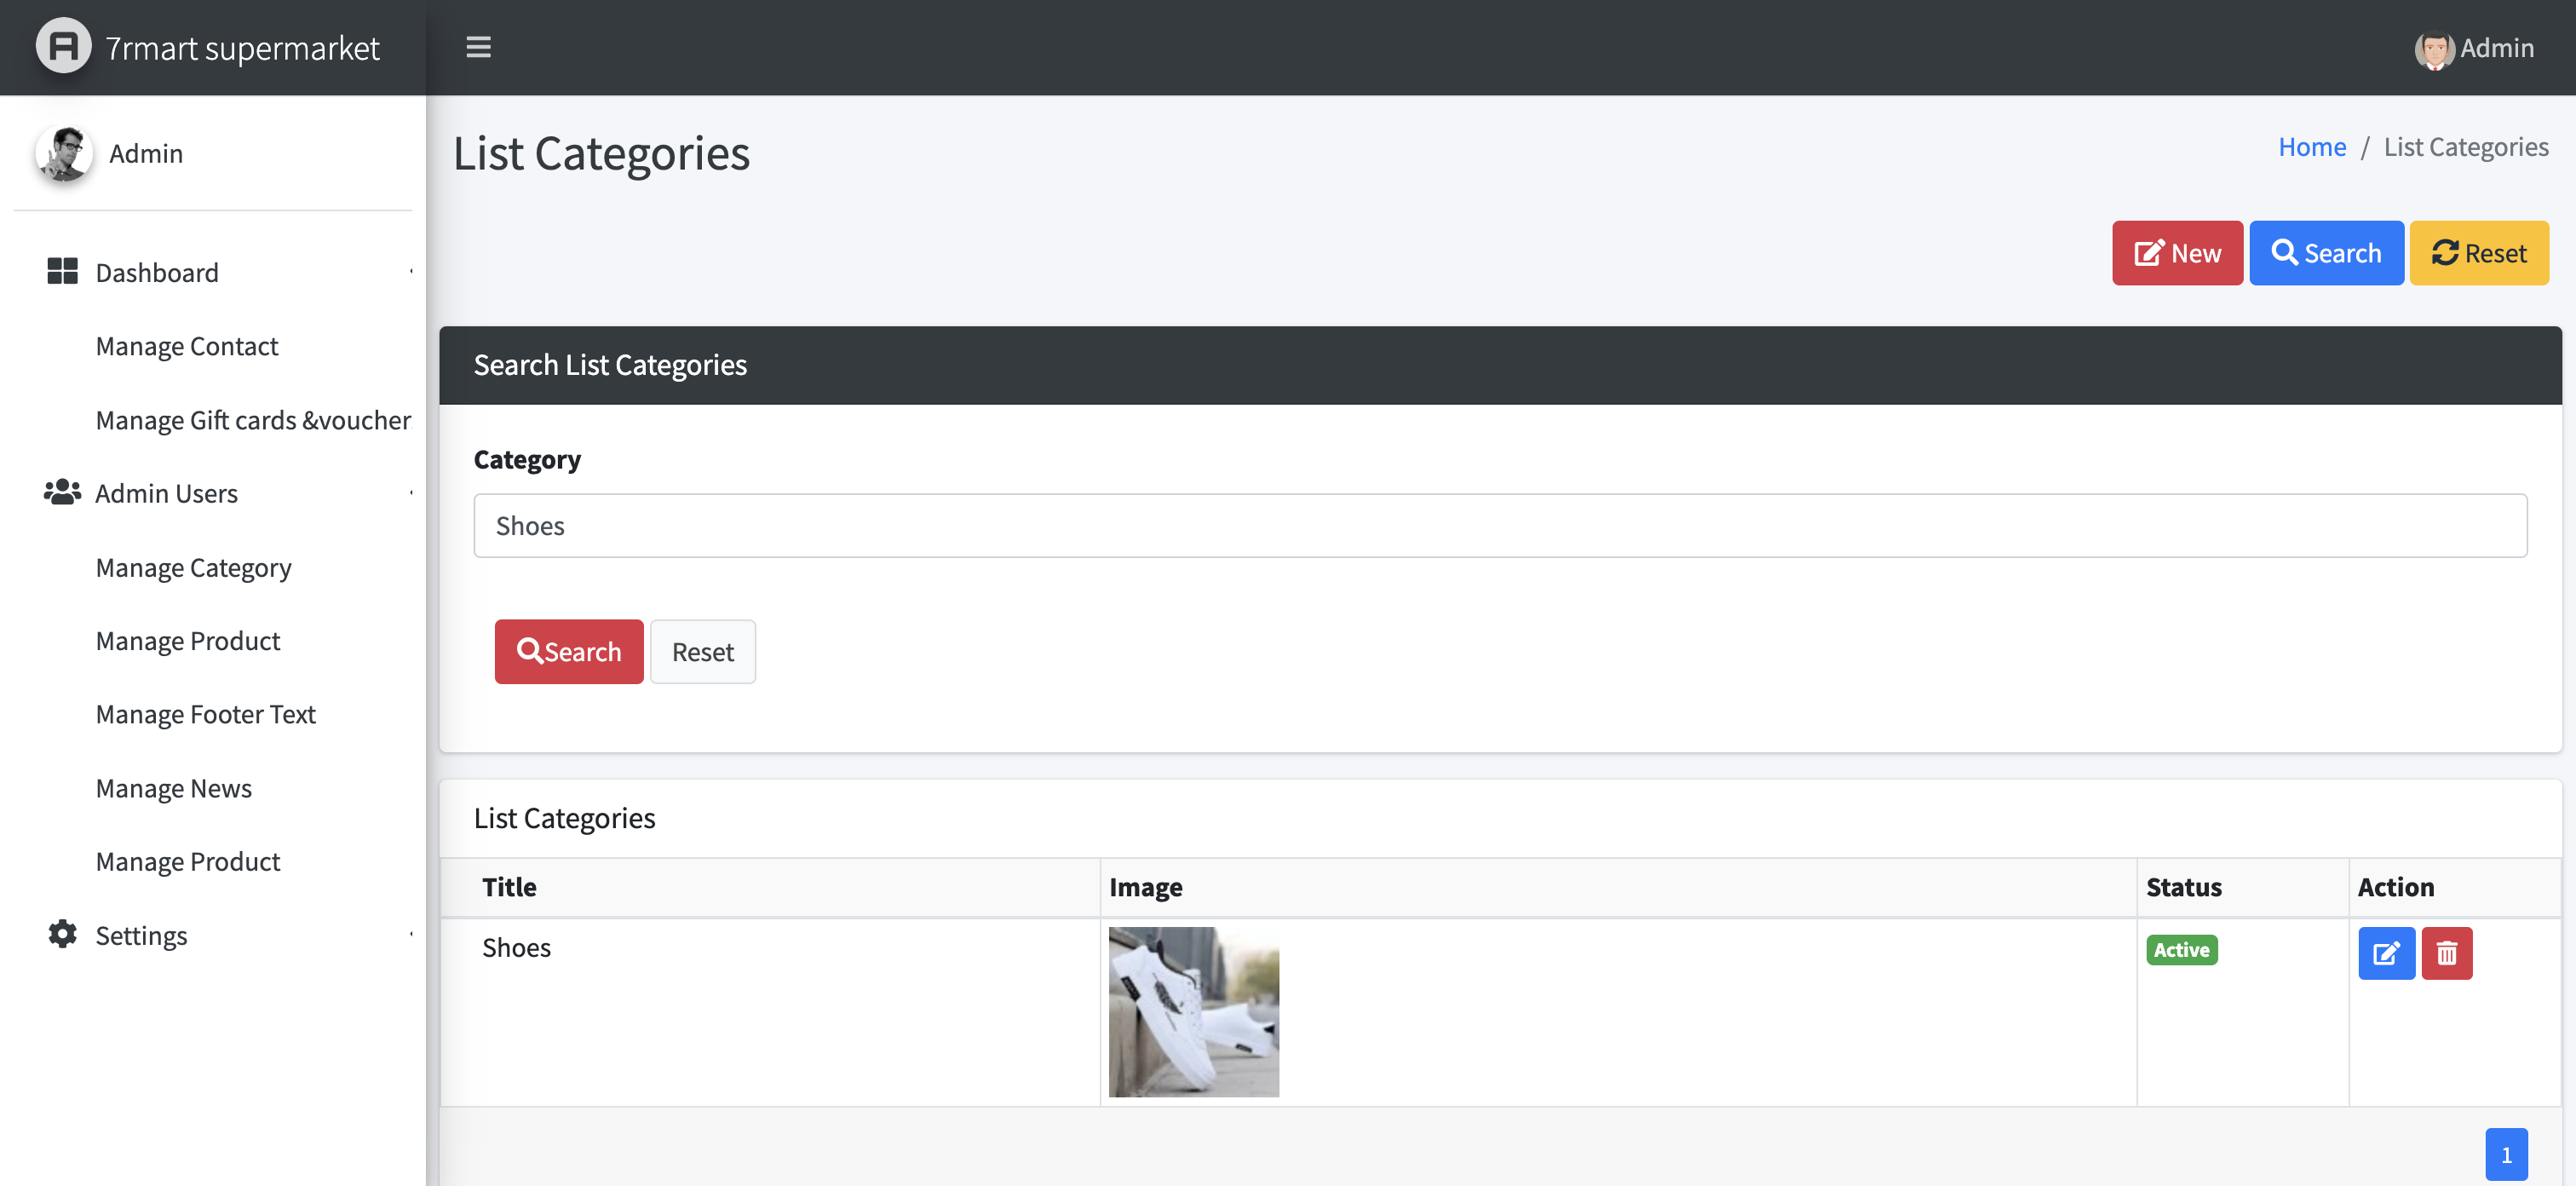 7rmart supermarket
Admin
Admin
Dashboard
Manage Contact
Manage Gift cards &voucher
Admin Users
Manage Category
Manage Product
Manage Footer Text
Manage News
Manage Product
Settings
List Categories
Home / List Categories
New Search Reset
Search List Categories
Category
Shoes
Search Reset
List Categories
Title Image Status Action
Shoes Active
1